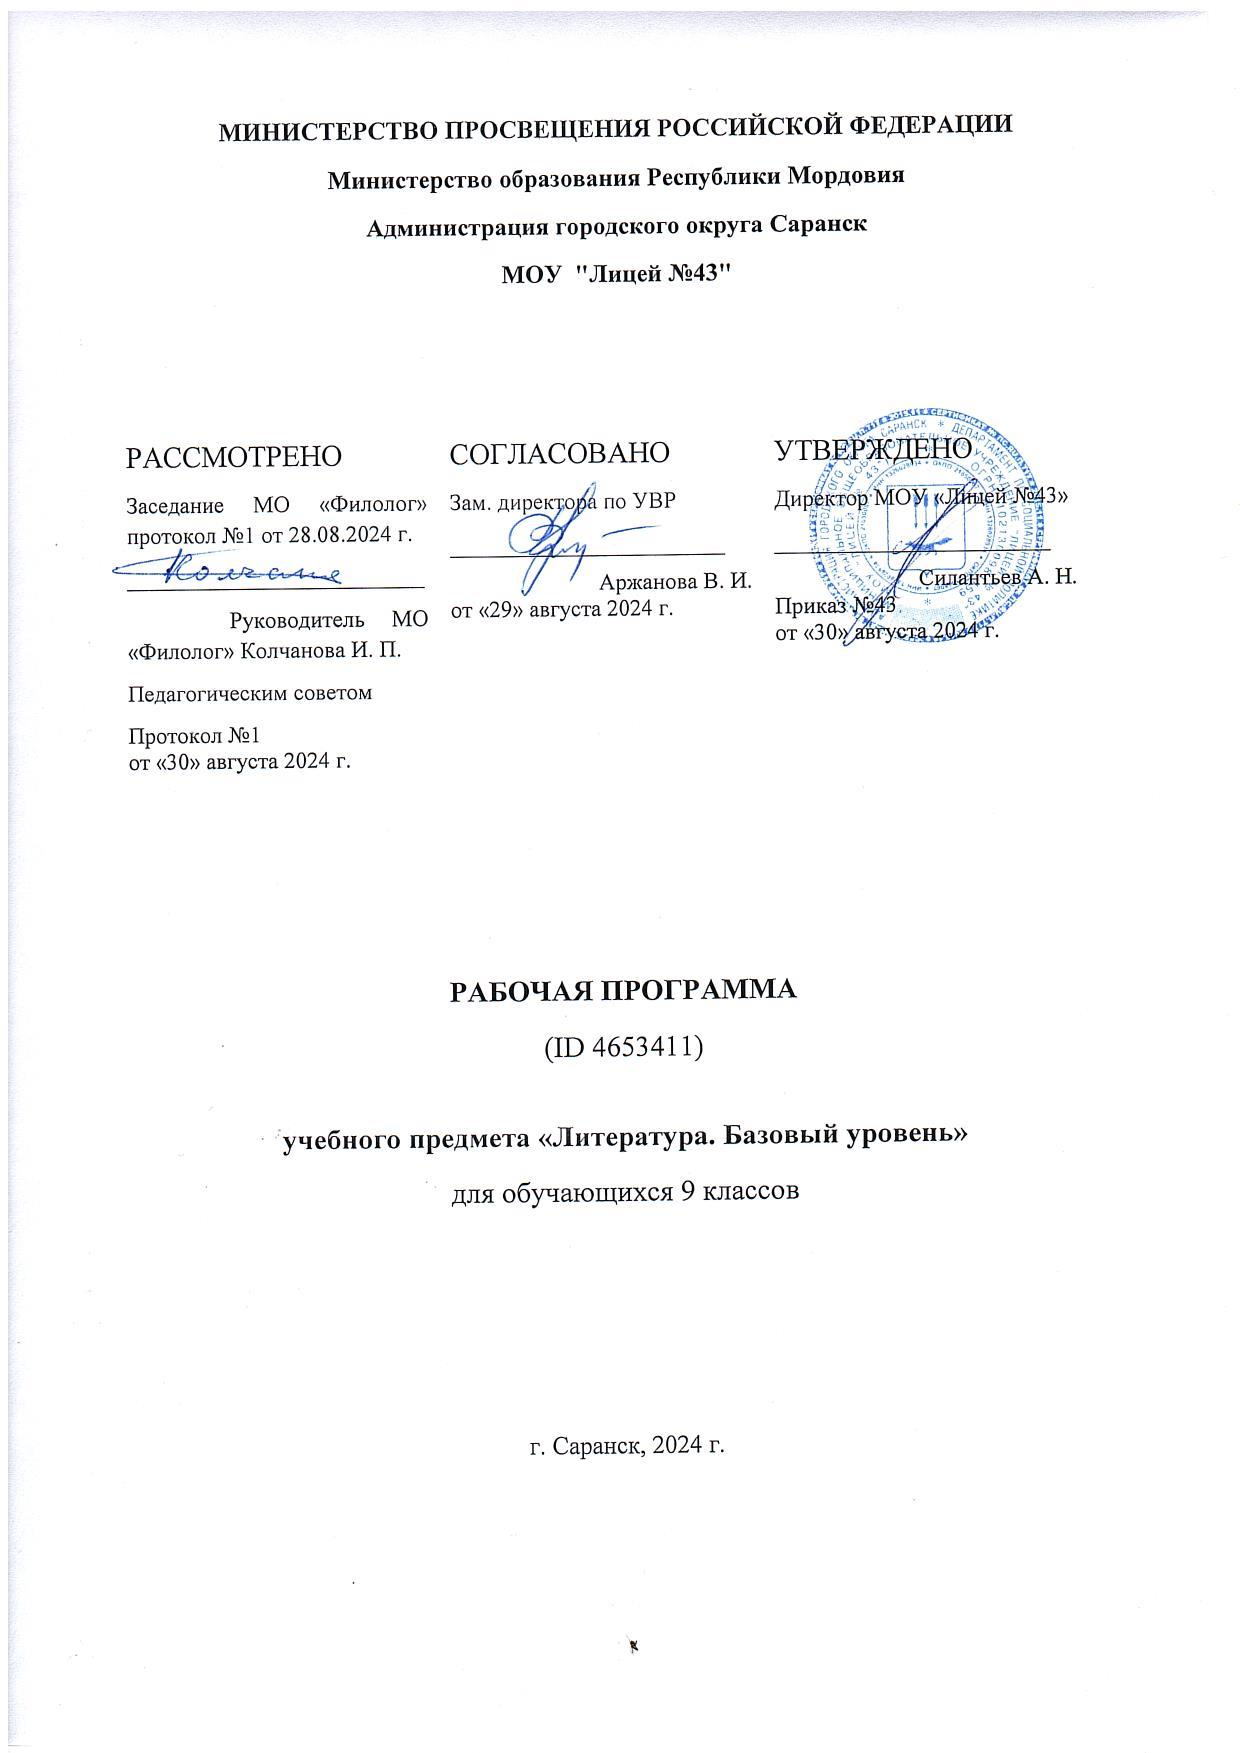 МИНИСТЕРСТВО ПРОСВЕЩЕНИЯ РОССИЙСКОЙ ФЕДЕРАЦИИ
Министерство образования Республики Мордовия
Администрация городского округа Саранск
МОУ "Лицей №43"
РАССМОТРЕНО
Заседание МО «Филолог»
протокол №1 от 28.08.2024 г.
Руководитель МО
«Филолог» Колчанова И. П.
Педагогическим советом
Протокол №1
от «30» августа 2024 г.
СОГЛАСОВАНО
Зам. директора по УВР
Аржанова В. И.
от «29» августа 2024 г.
УТВЕРЖДЕНО
Директор МОУ «Лицей №43»
Силантьев А. Н.
Приказ №43
от «30» августа 2024 г.
РАБОЧАЯ ПРОГРАММА
(ID 4653411)
учебного предмета «Литература. Базовый уровень»
для обучающихся 9 классов
г. Саранск, 2024 г.